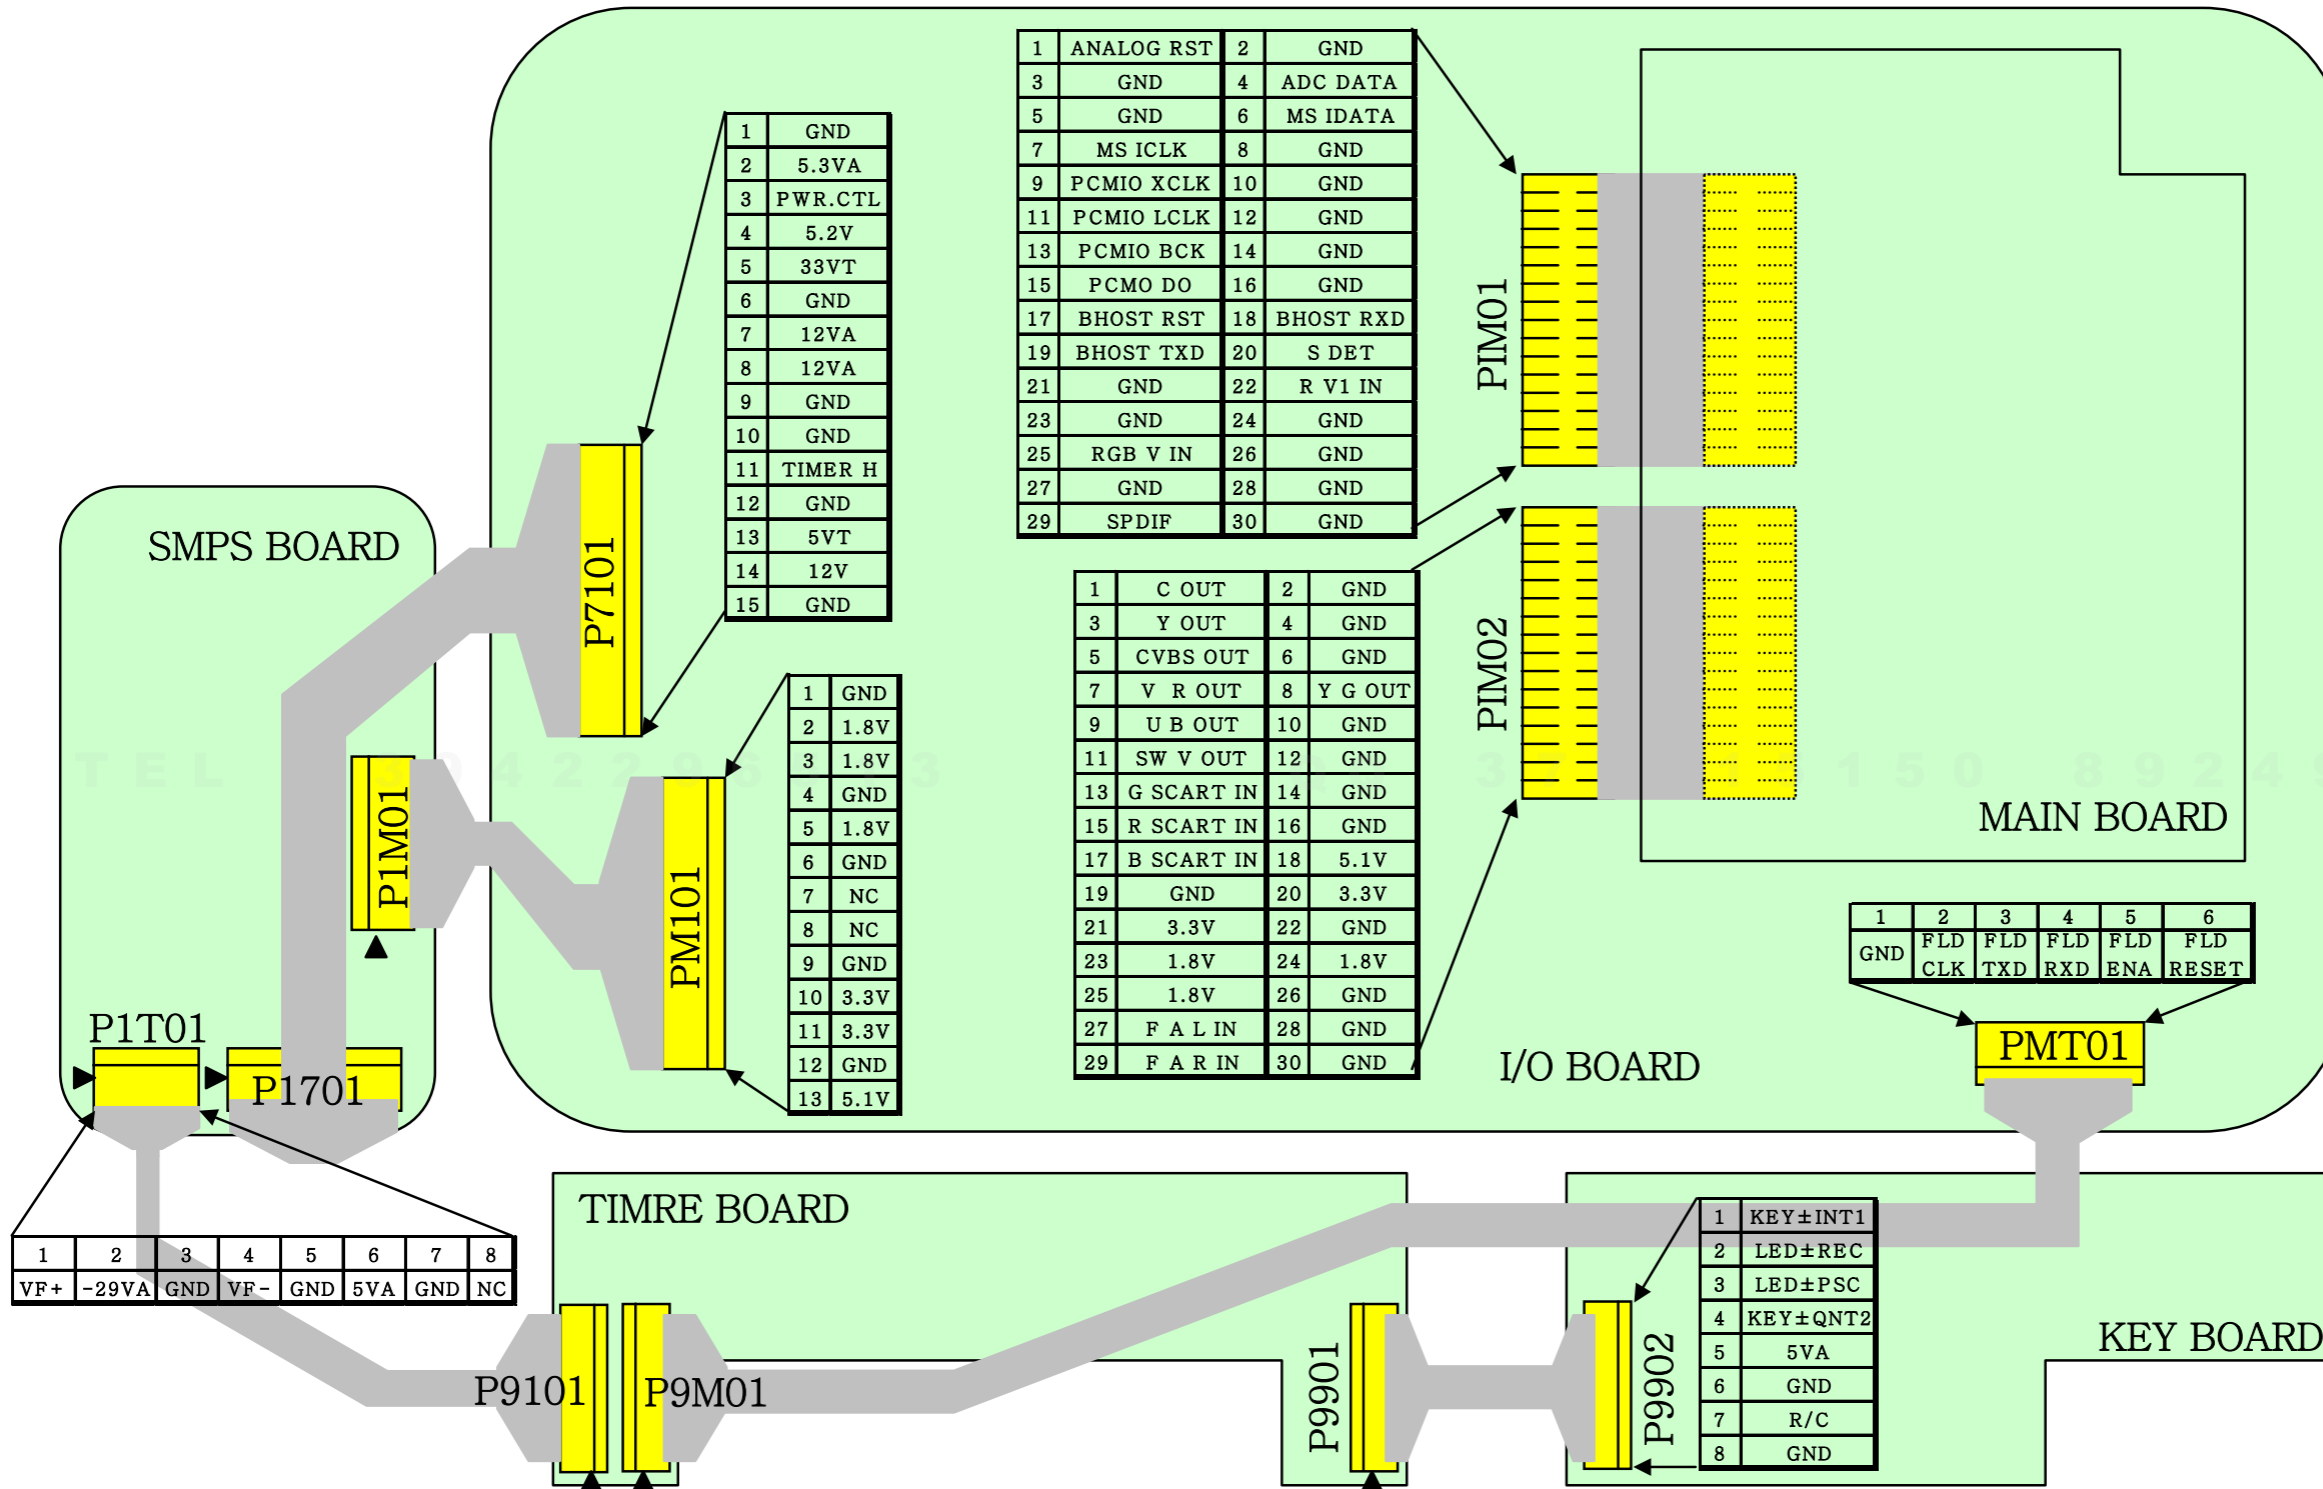 1 ANALOG RST 2 GND
3 GND 4 ADC DATA
5 GND 6 MS IDATA
7 MS ICLK 8 GND
9 PCMIO XCLK 10 GND
11 PCMIO LCLK 12 GND
13 PCMIO BCK 14 GND
15 PCMO DO 16 GND
17 BHOST RST 18 BHOST RXD
19 BHOST TXD 20 S DET
21 GND 22 R V1 IN
23 GND 24 GND
25 RGB V IN 26 GND
27 GND 28 GND
29 SPDIF 30 GND
1 GND
2 5.3VA
3 PWR.CTL
4 5.2V
5 33VT
6 GND
7 12VA
8 12VA
9 GND
10 GND
11 TIMER H
12 GND
13 5VT
14 12V
15 GND
PIM01
SMPS BOARD
P7101
1 C OUT 2 GND
3 Y OUT 4 GND
5 CVBS OUT 6 GND
7 V R OUT 8 Y G OUT
9 U B OUT 10 GND
11 SW V OUT 12 GND
13 G SCART IN 14 GND
15 R SCART IN 16 GND
17 B SCART IN 18 5.1V
19 GND 20 3.3V
21 3.3V 22 GND
23 1.8V 24 1.8V
25 1.8V 26 GND
27 F A L IN 28 GND
29 F A R IN 30 GND
PIM02
1 GND
2 1.8V
3 1.8V
4 GND
5 1.8V
6 GND
7 NC
8 NC
9 GND
10 3.3V
11 3.3V
12 GND
13 5.1V
MAIN BOARD
P1M01
PM101
1 2 3 4 5 6
GND FLD CLK FLD TXD FLD RXD FLD ENA FLD RESET
P1T01
P1701
I/O BOARD
PMT01
TIMRE BOARD
1 2 3 4 5 6 7 8
VF+ -29VA GND VF- GND 5VA GND NC
1 KEY±INT1
2 LED±REC
3 LED±PSC
4 KEY±QNT2
5 5VA
6 GND
7 R/C
8 GND
KEY BOARD
P9101
P9M01
P9901
P9902